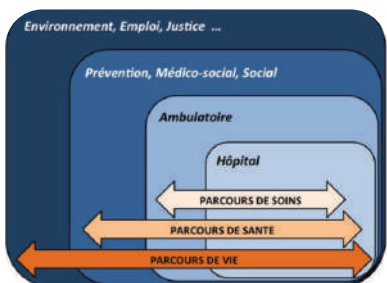 Environnement, Emploi, Justice ...
Prévention, Médico-social, Social
Ambulatoire
Hôpital
PARCOURS DE SOINS
PARCOURS DE SANTE
PARCOURS DE VIE